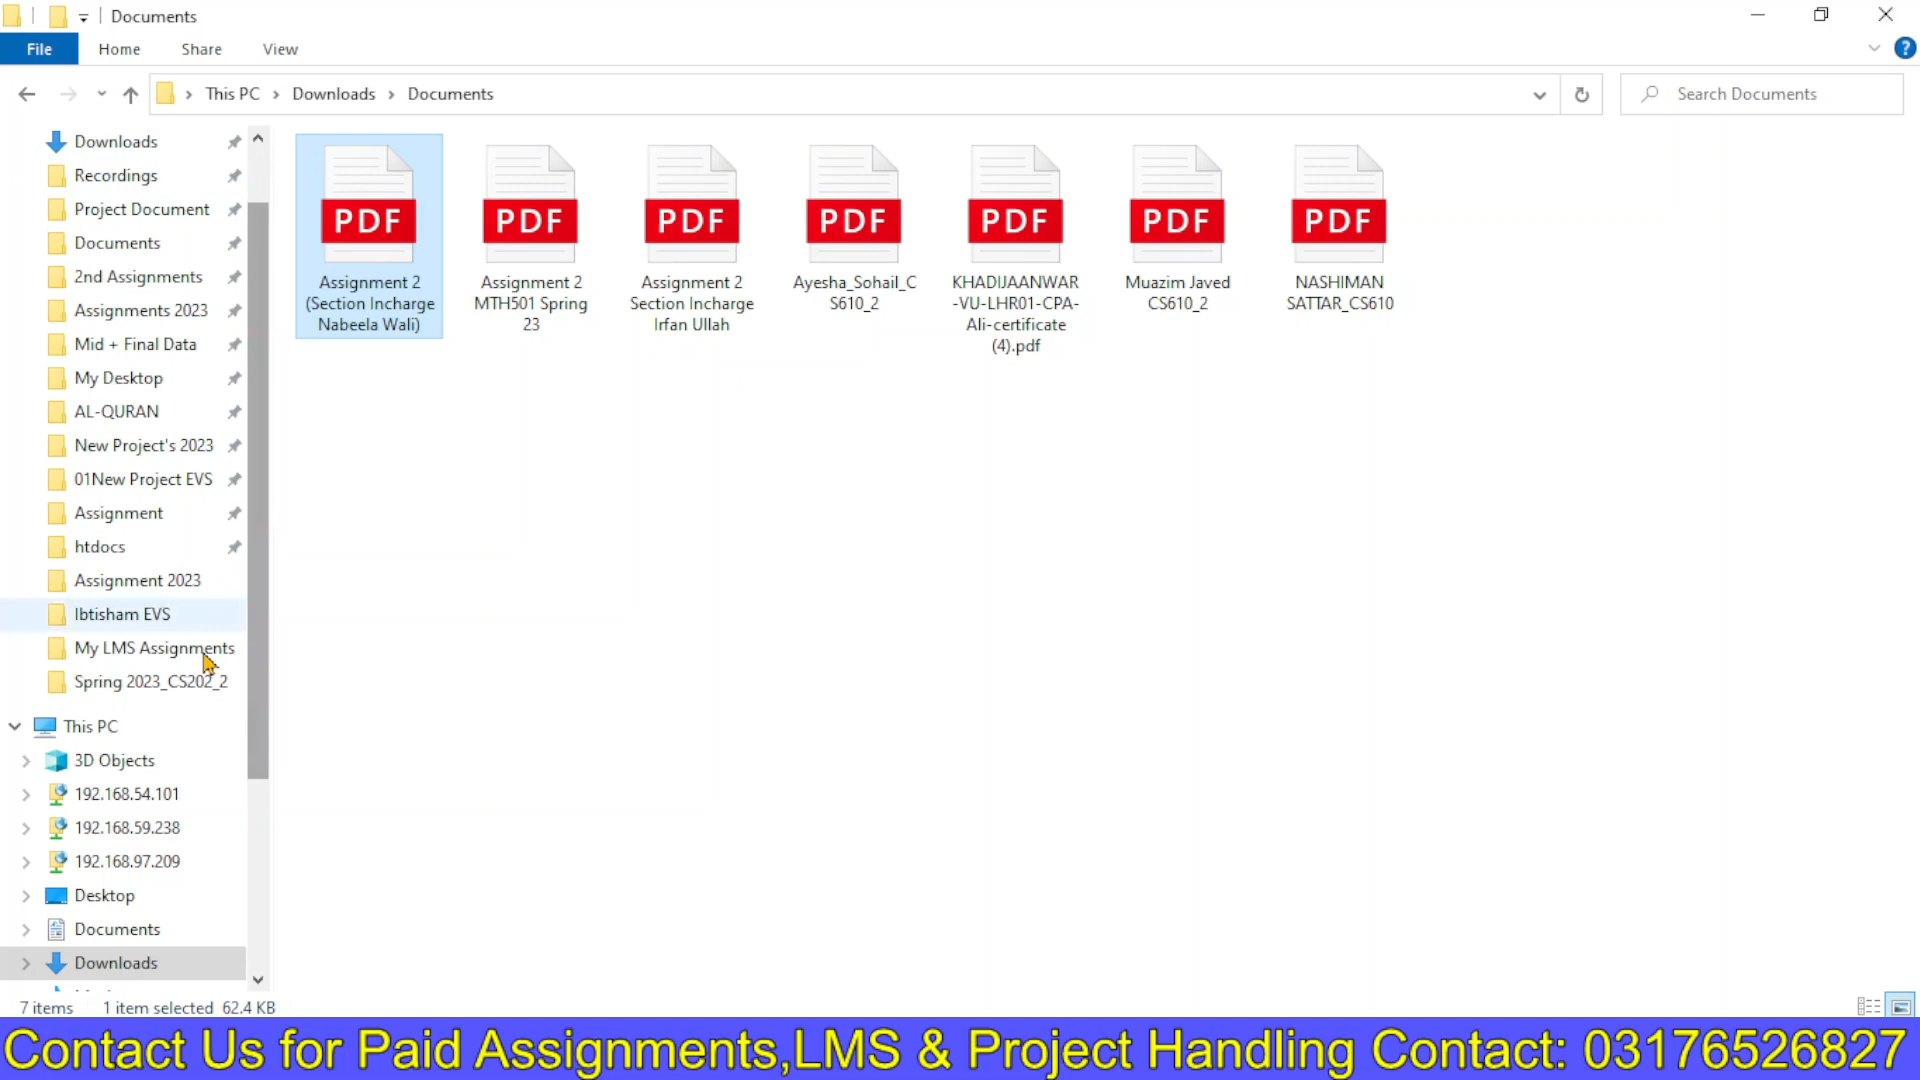 Documents
File Home Share View
This PC Downloads Documents
Search Documents
Downloads
Recordings
Project Document
Documents
2nd Assignments
Assignments 2023
Mid + Final Data
My Desktop
AL-QURAN
New Project's 2023
01New Project EVS
Assignment
htdocs
Assignment 2023
Ibtisham EVS
My LMS Assignments
Spring 2023_CS202_2
This PC
3D Objects
192.168.54.101
192.168.59.238
192.168.97.209
Desktop
Documents
Downloads
PDF
Assignment 2
(Section Incharge
Nabeela Wali)
PDF
Assignment 2
MTH501 Spring
23
PDF
Assignment 2
Section Incharge
Irfan Ullah
PDF
Ayesha_Sohail_C
S610_2
PDF
KHADIJAANWAR
-VU-LHR01-CPA-
Ali-certificate
(4).pdf
PDF
Muazim Javed
CS610_2
PDF
NASHIMAN
SATTAR_CS610
7 items 1 item selected 62.4 KB
Contact Us for Paid Assignments,LMS & Project Handling Contact: 03176526827